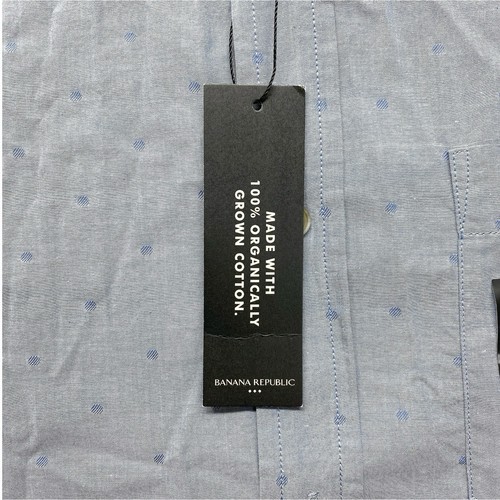 MADE WITH
100% ORGANICALLY
GROWN COTTON.
BANANA REPUBLIC